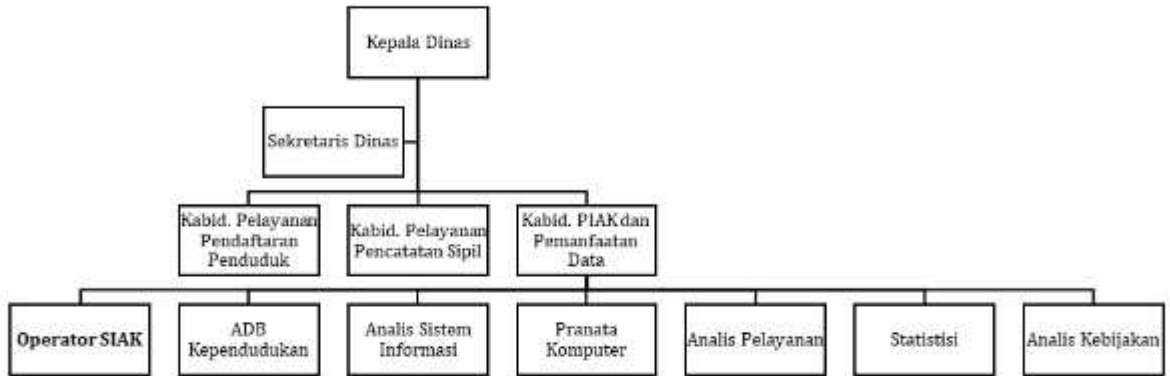 Kepala Dinas
Sekretaris Dinas
Kabid. Pelayanan
Pendaftaran
Penduduk
Kabid. Pelayanan
Pencatatan Sipil
Kabid. PIAK dan
Pemanfaatan
Data
Operator SIAK
ADB
Kependudukan
Analis Sistem
Informasi
Pranata
Komputer
Analis Pelayanan
Statistisi
Analis Kebijakan